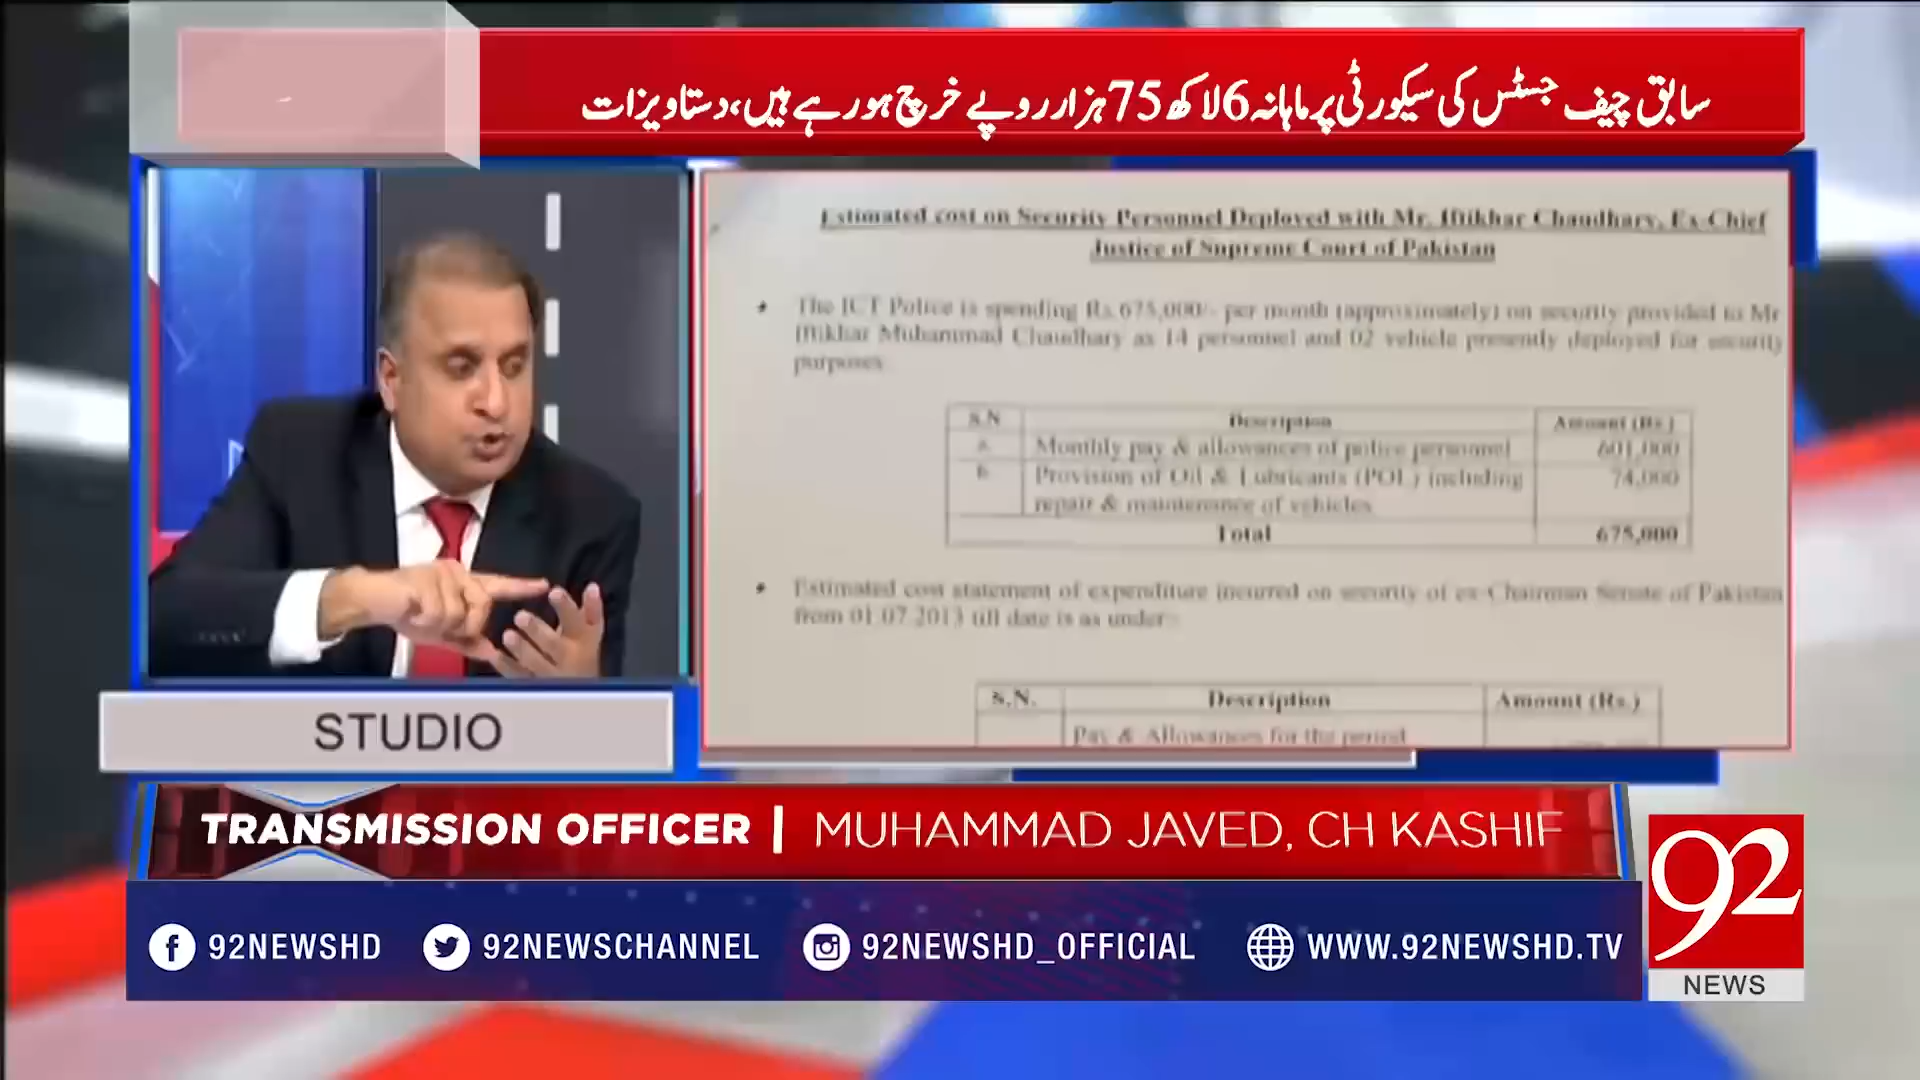 سابق چیف جسٹس کی سیکورٹی پر ماہانہ 6 لاکھ 75 ہزار روپے خرچ ہو رہے ہیں، دستاویزات
Estimated cost on Security Personnel Deployed with Mr. Iftikhar Chaudhary, Ex-Chief
Justice of Supreme Court of Pakistan
• The ICT Police is spending Rs.675,000/- per month (approximately) on security provided to Mr
Iftikhar Muhammad Chaudhary as 14 personnel and 02 vehicle presently deployed for security
purposes
S.N Description Amount (Rs.)
a. Monthly pay & allowances of police personnel 601,000
b. Provision of Oil & Lubricants (POL) including 74,000
repair & maintenance of vehicles
Total 675,000
• Estimated cost statement of expenditure incurred on security of ex-Chairman Senate of Pakistan
from 01.07.2013 till date is as under:-
S.N. Description Amount (Rs.)
Pay & Allowances for the period
STUDIO
TRANSMISSION OFFICER | MUHAMMAD JAVED, CH KASHIF
92NEWSHD 92NEWSCHANNEL 92NEWSHD_OFFICIAL WWW.92NEWSHD.TV
92
NEWS